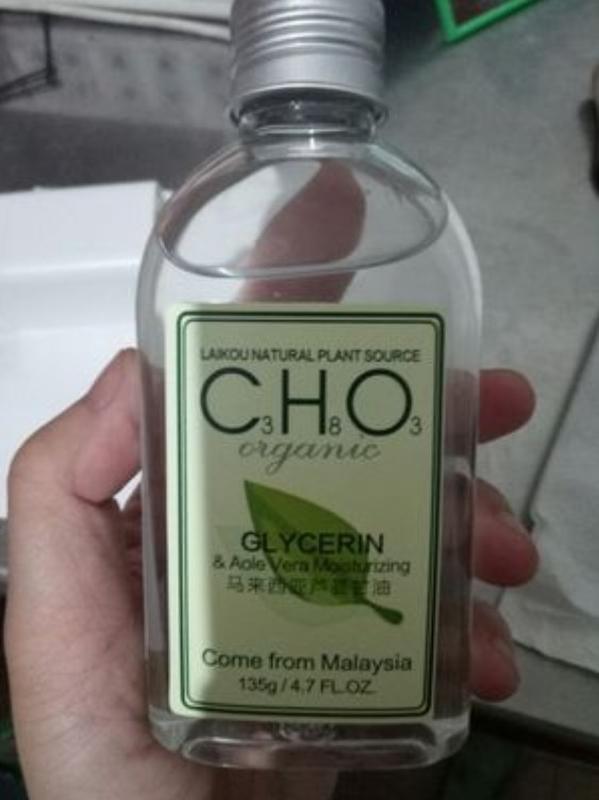 LAIKOU NATURAL PLANT SOURCE
C3H8O3
organic
GLYCERIN
& Aole Vera Moisturizing
马来西亚芦荟甘油
Come from Malaysia
135g / 4.7 FL.OZ.